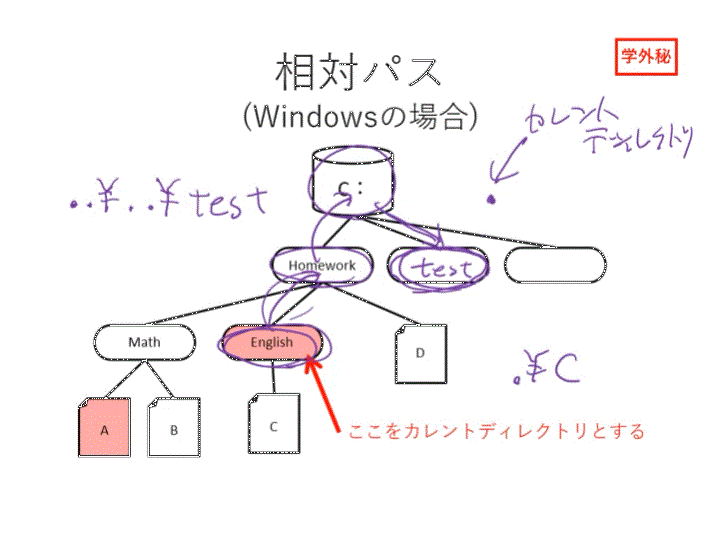 学外秘
相対パス
(Windowsの場合)
カレント
ディレクトリ
..¥..¥test
.
C:
Homework
test
Math
English
D
.¥C
A
B
C
ここをカレントディレクトリとする